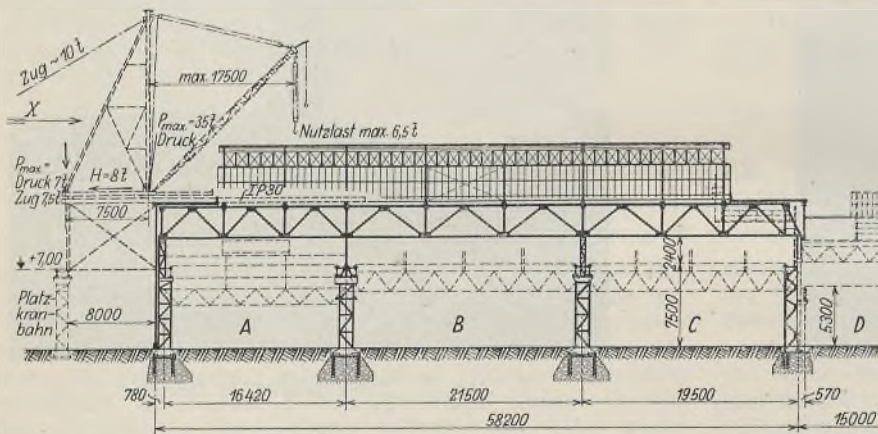 Zug ~ 10 t
max. 17500
X
Pmax. = 35 t
Druck
Nutzlast max. 6,5 t
Pmax. =
Druck 7 t
Zug 7,5 t
H = 8 t
IP30
7500
+7,00
2400
Platz-
kran-
bahn
8000
A
B
C
D
7500
5300
780
16420
21500
19500
570
58200
15000